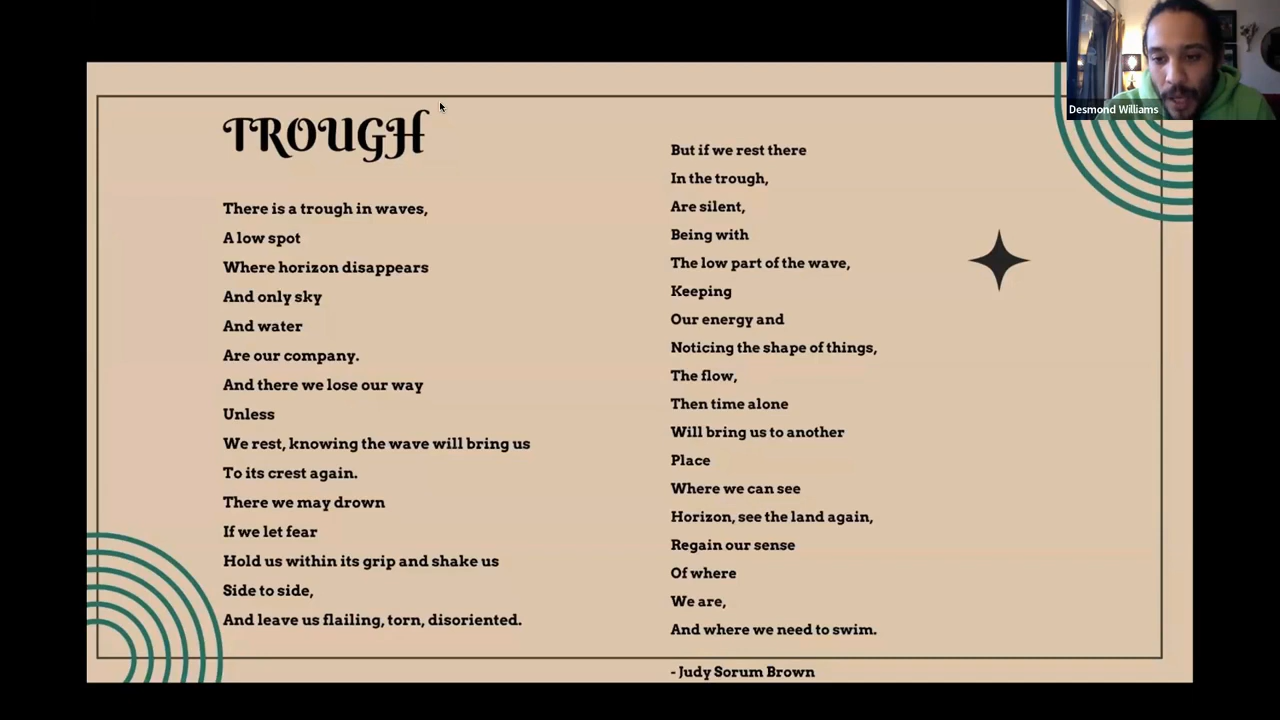 TROUGH
There is a trough in waves,
A low spot
Where horizon disappears
And only sky
And water
Are our company.
And there we lose our way
Unless
We rest, knowing the wave will bring us
To its crest again.
There we may drown
If we let fear
Hold us within its grip and shake us
Side to side,
And leave us flailing, torn, disoriented.
But if we rest there
In the trough,
Are silent,
Being with
The low part of the wave,
Keeping
Our energy and
Noticing the shape of things,
The flow,
Then time alone
Will bring us to another
Place
Where we can see
Horizon, see the land again,
Regain our sense
Of where
We are,
And where we need to swim.
- Judy Sorum Brown
Desmond Williams